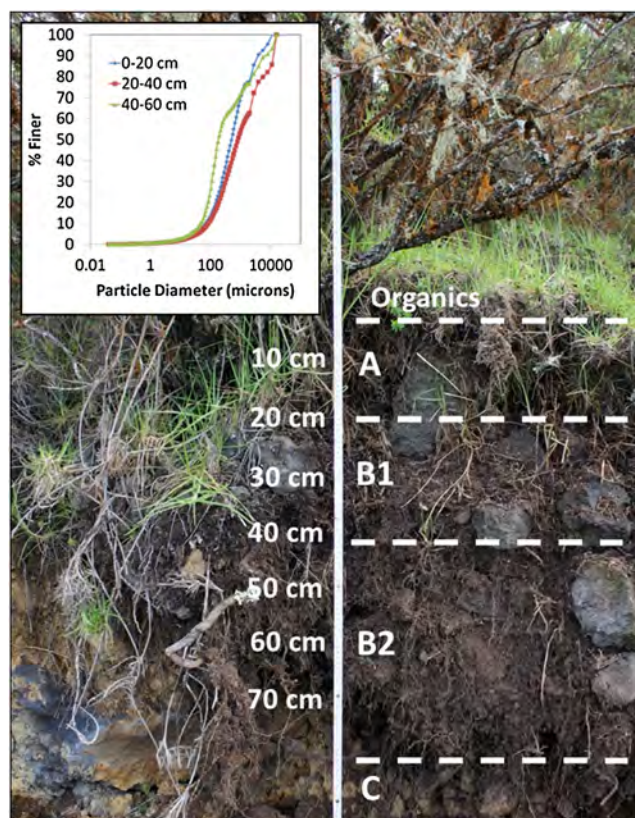 100
90
80
70
60
50
40
30
20
10
0
% Finer
0-20 cm
20-40 cm
40-60 cm
0.01 1 100 10000
Particle Diameter (microns)
Organics
10 cm
A
20 cm
30 cm
B1
40 cm
50 cm
60 cm
B2
70 cm
C